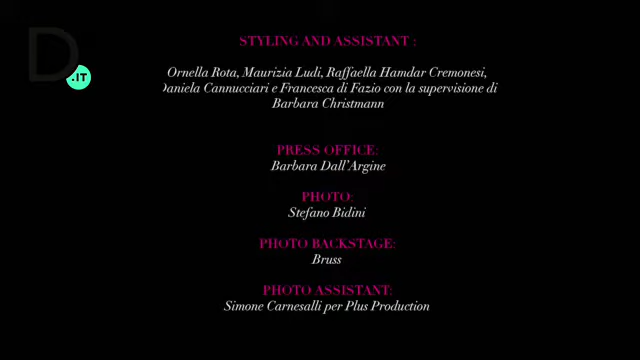 D
.IT
STYLING AND ASSISTANT :
Ornella Rota, Maurizia Ludi, Raffaella Hamdar Cremonesi,
Daniela Cannucciari e Francesca di Fazio con la supervisione di
Barbara Christmann
PRESS OFFICE:
Barbara Dall'Argine
PHOTO:
Stefano Bidini
PHOTO BACKSTAGE:
Bruss
PHOTO ASSISTANT:
Simone Carnesalli per Plus Production